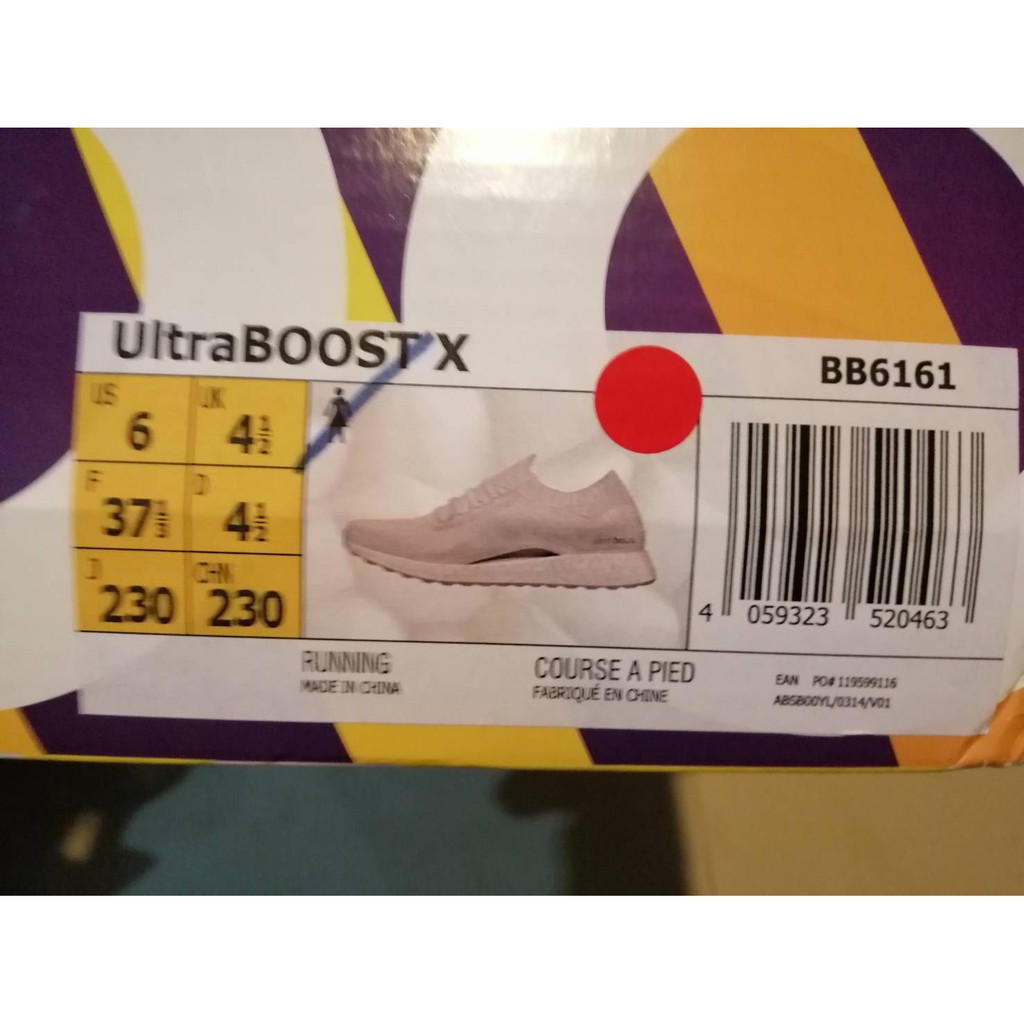 UltraBOOST X
BB6161
US 6 UK 4½
F 37⅓ D 4½
J 230 CHN 230
4 059323 520463
RUNNING
MADE IN CHINA
COURSE A PIED
FABRIQUÉ EN CHINE
EAN PO# 119599116
ABSB00YL/0314/V01